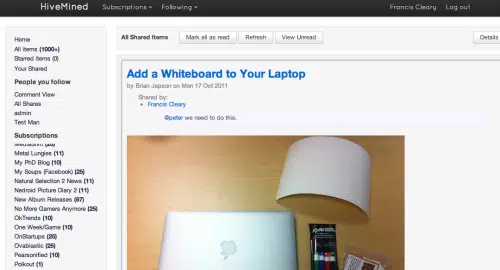 HiveMined
Subscriptions
Following
Francis Cleary
Log out
Home
All items (1000+)
Starred items (0)
Your Shared
People you follow
Comment View
All Shares
admin
Test Man
Subscriptions
Metal Lungies (11)
My PhD Blog (10)
My Soups (Facebook) (25)
Natural Selection 2 News (11)
Nedroid Picture Diary 2 (11)
New Album Releases (87)
No More Gamers Anymore (25)
OkTrends (10)
One Week/Game (10)
OnStartups (25)
Ovablastic (25)
Pearsonified (10)
Polkout (1)
All Shared Items
Mark all as read
Refresh
View Unread
Details
Add a Whiteboard to Your Laptop
by Brian Jepson on Mon 17 Oct 2011
Shared by:
Francis Cleary
@peter we need to do this.